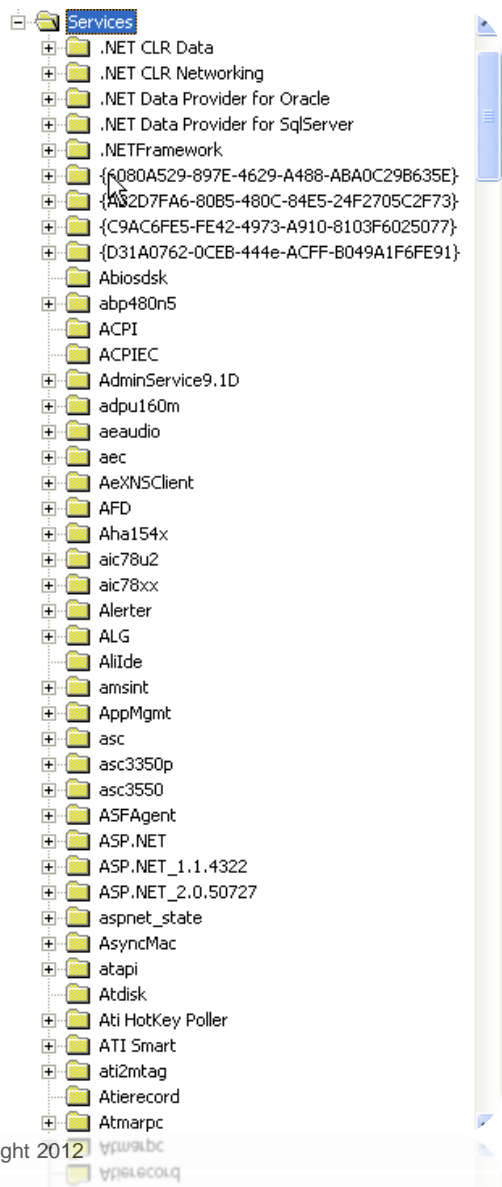 Services
.NET CLR Data
.NET CLR Networking
.NET Data Provider for Oracle
.NET Data Provider for SqlServer
.NETFramework
{6080A529-897E-4629-A488-ABA0C29B635E}
{A32D7FA6-80B5-480C-84E5-24F2705C2F73}
{C9AC6FE5-FE42-4973-A910-8103F6025077}
{D31A0762-0CEB-444e-ACFF-B049A1F6FE91}
Abiosdsk
abp480n5
ACPI
ACPIEC
AdminService9.1D
adpu160m
aeaudio
aec
AeXNSClient
AFD
Aha154x
aic78u2
aic78xx
Alerter
ALG
AliIde
amsint
AppMgmt
asc
asc3350p
asc3550
ASFAgent
ASP.NET
ASP.NET_1.1.4322
ASP.NET_2.0.50727
aspnet_state
AsyncMac
atapi
Atdisk
Ati HotKey Poller
ATI Smart
ati2mtag
Atierecord
Atmarpc
ght 2012 Atmarpc
Atierecord